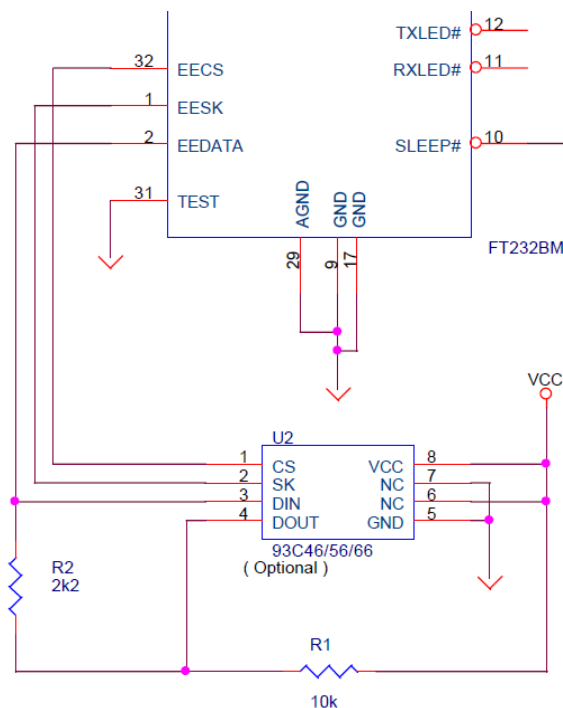 TXLED# 12
32 EECS RXLED# 11
1 EESK
2 EEDATA SLEEP# 10
31 TEST
AGND GND GND
29 9 17
FT232BM
VCC
U2
1 CS VCC 8
2 SK NC 7
3 DIN NC 6
4 DOUT GND 5
93C46/56/66
( Optional )
R2
2k2
R1
10k